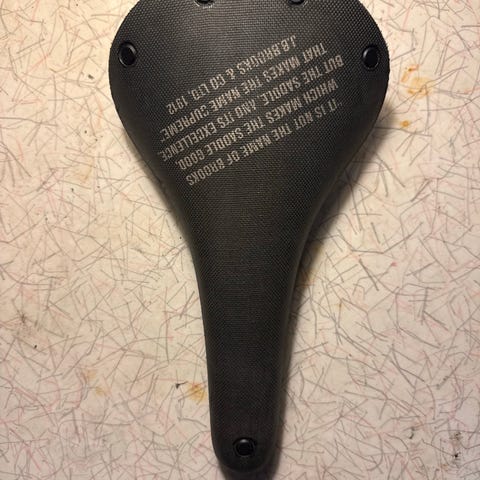 "IT IS NOT THE NAME OF BROOKS
WHICH MAKES THE SADDLE GOOD
BUT THE SADDLE AND ITS EXCELLENCE
THAT MAKES THE NAME SUPREME"
J.B.BROOKS & CO LTD, 1912